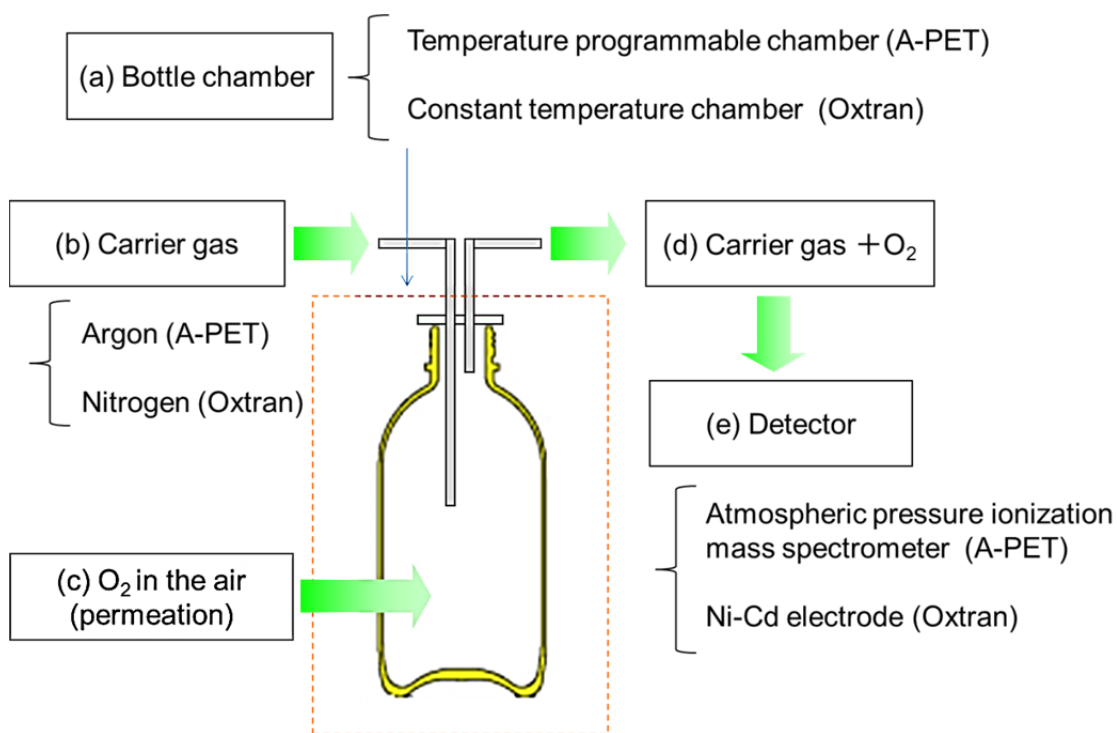 Temperature programmable chamber (A-PET)
(a) Bottle chamber
Constant temperature chamber (Oxtran)
(b) Carrier gas
(d) Carrier gas +O₂
Argon (A-PET)
Nitrogen (Oxtran)
(e) Detector
Atmospheric pressure ionization
mass spectrometer (A-PET)
(c) O₂ in the air
(permeation)
Ni-Cd electrode (Oxtran)